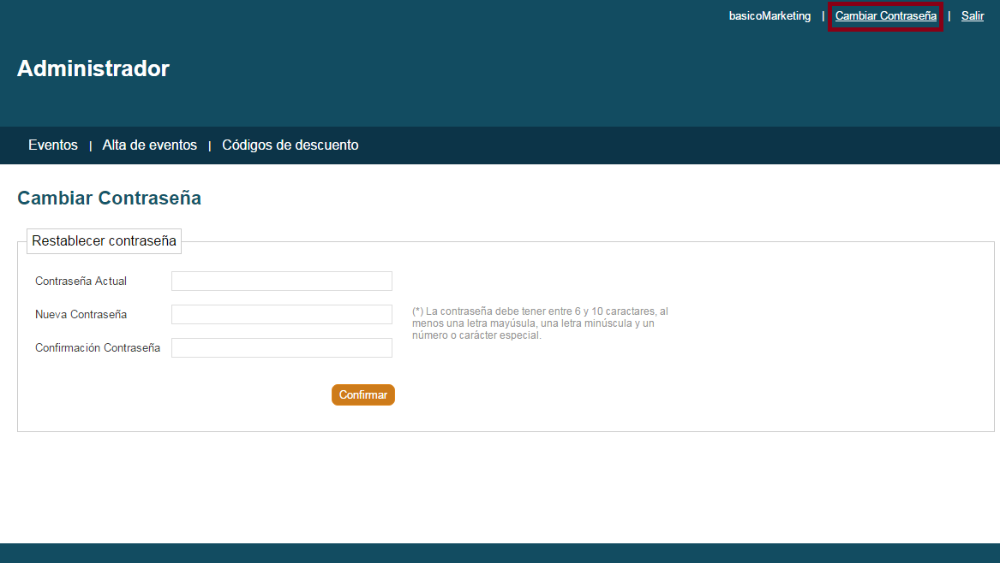 basicoMarketing | Cambiar Contraseña | Salir
Administrador
Eventos | Alta de eventos | Códigos de descuento
Cambiar Contraseña
Restablecer contraseña
Contraseña Actual
Nueva Contraseña
(*) La contraseña debe tener entre 6 y 10 caractares, al
menos una letra mayúsula, una letra minúscula y un
número o carácter especial.
Confirmación Contraseña
Confirmar